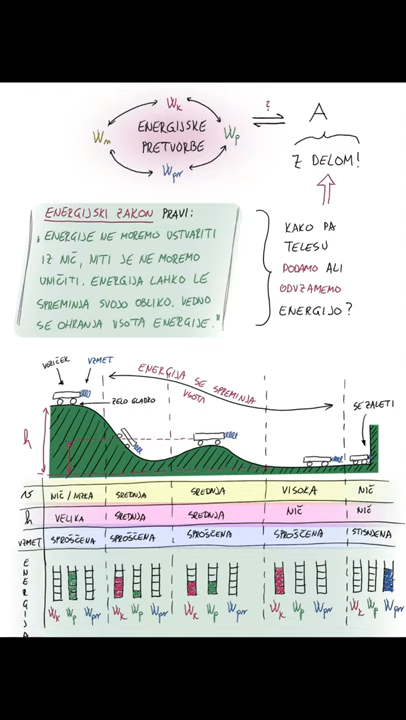 Wk
?
A
ENERGIJSKE
PRETVORBE
Wn
Wp
Wpr
Z DELOM!
ENERGIJSKI ZAKON PRAVI:
"ENERGIJE NE MOREMO USTVARITI
IZ NIČ, NITI JE NE MOREMO
UNIČITI. ENERGIJA LAHKO LE
SPREMINJA SVOJO OBLIKO. VEDNO
SE OHRANJA VSOTA ENERGIJE."
KAKO PA
TELESU
DODAMO ALI
ODVZAMEMO
ENERGIJO?
VOZIČEK
VZMET
ENERGIJA SE SPREMINJA
VSOTA
ZELO GLADKO
SE ZALETI
h
v NIČ/NIZKA SREDNJA SREDNJA VISOKA NIČ
h VELIKA SREDNJA SREDNJA NIČ NIČ
VZMET SPROŠČENA SPROŠČENA SPROŠČENA SPROŠČENA STISNJENA
ENERGIJA
Wk Wp Wpr Wk Wp Wpr Wk Wp Wpr Wk Wp Wpr Wk Wp Wpr